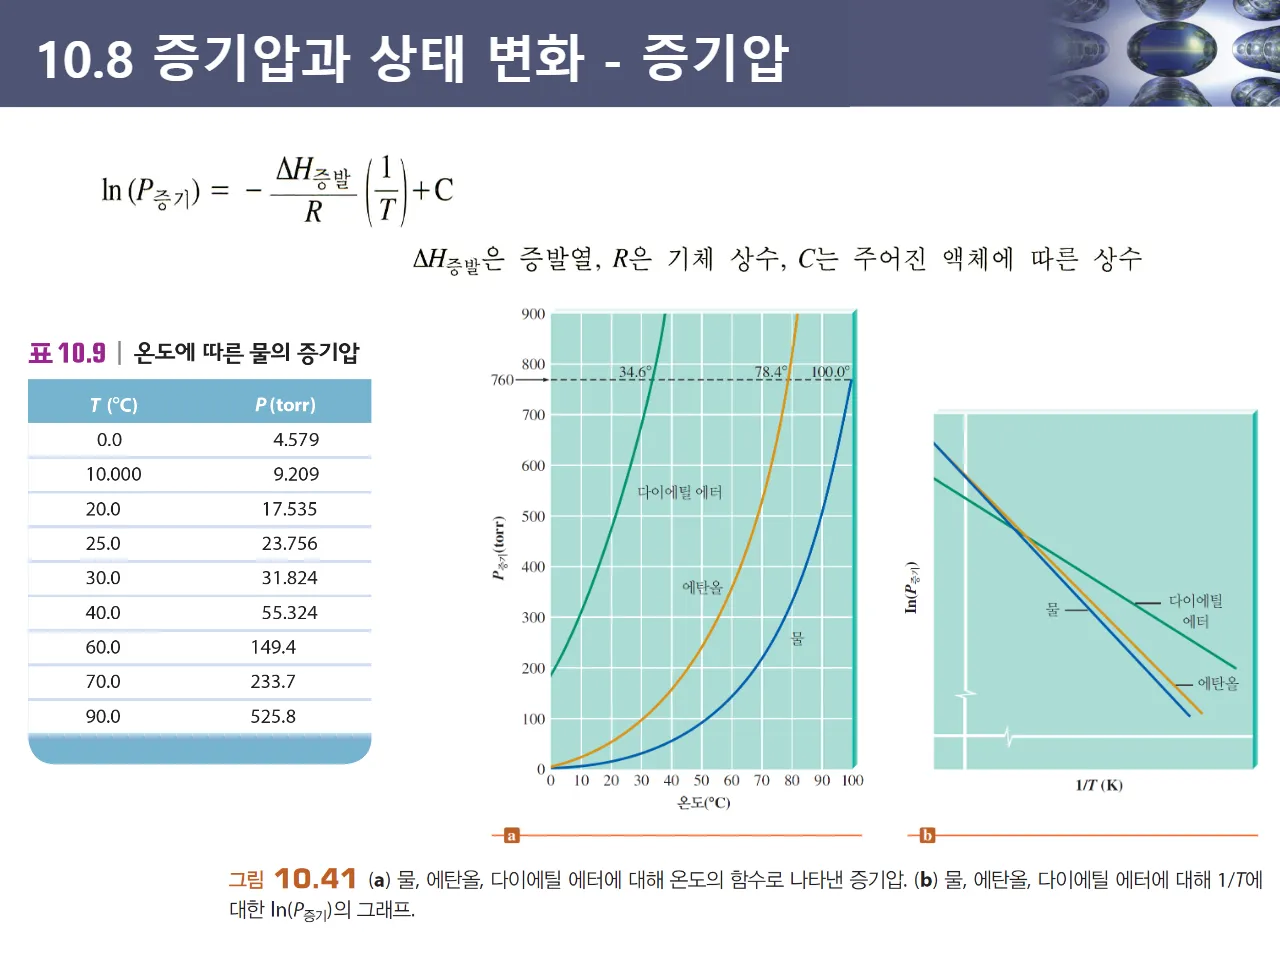 10.8 증기압과 상태 변화 - 증기압
ln (P증기) = - ΔH증발/R (1/T) + C
ΔH증발은 증발열, R은 기체 상수, C는 주어진 액체에 따른 상수
표 10.9 | 온도에 따른 물의 증기압
T (°C) P (torr)
0.0 4.579
10.000 9.209
20.0 17.535
25.0 23.756
30.0 31.824
40.0 55.324
60.0 149.4
70.0 233.7
90.0 525.8
900
800
760
700
600
500
400
300
200
100
0
34.6° 78.4° 100.0°
다이에틸 에터
에탄올
물
P증기(torr)
0 10 20 30 40 50 60 70 80 90 100
온도(°C)
a
ln(P증기)
물
다이에틸
에터
에탄올
1/T (K)
b
그림 10.41 (a) 물, 에탄올, 다이에틸 에터에 대해 온도의 함수로 나타낸 증기압. (b) 물, 에탄올, 다이에틸 에터에 대해 1/T에
대한 ln(P증기)의 그래프.